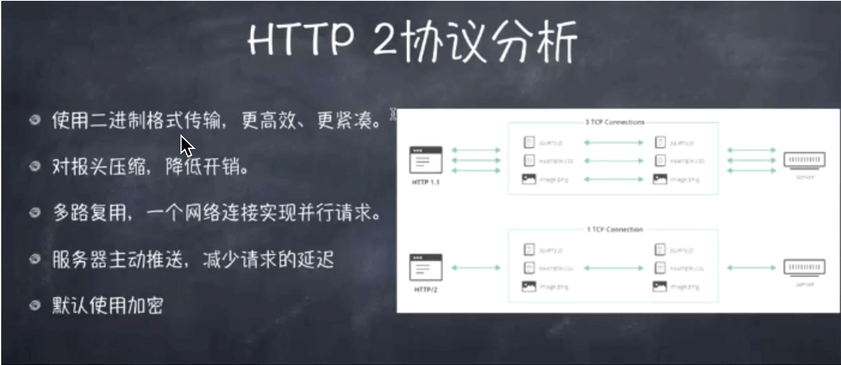 HTTP 2协议分析
使用二进制格式传输，更高效、更紧凑。
对报头压缩，降低开销。
多路复用，一个网络连接实现并行请求。
服务器主动推送，减少请求的延迟
默认使用加密
3 TCP Connections
jquery.js
jquery.js
example.css
example.css
image.png
image.png
HTTP 1.1
server
1 TCP Connection
jquery.js
jquery.js
example.css
example.css
image.png
image.png
HTTP/2
server